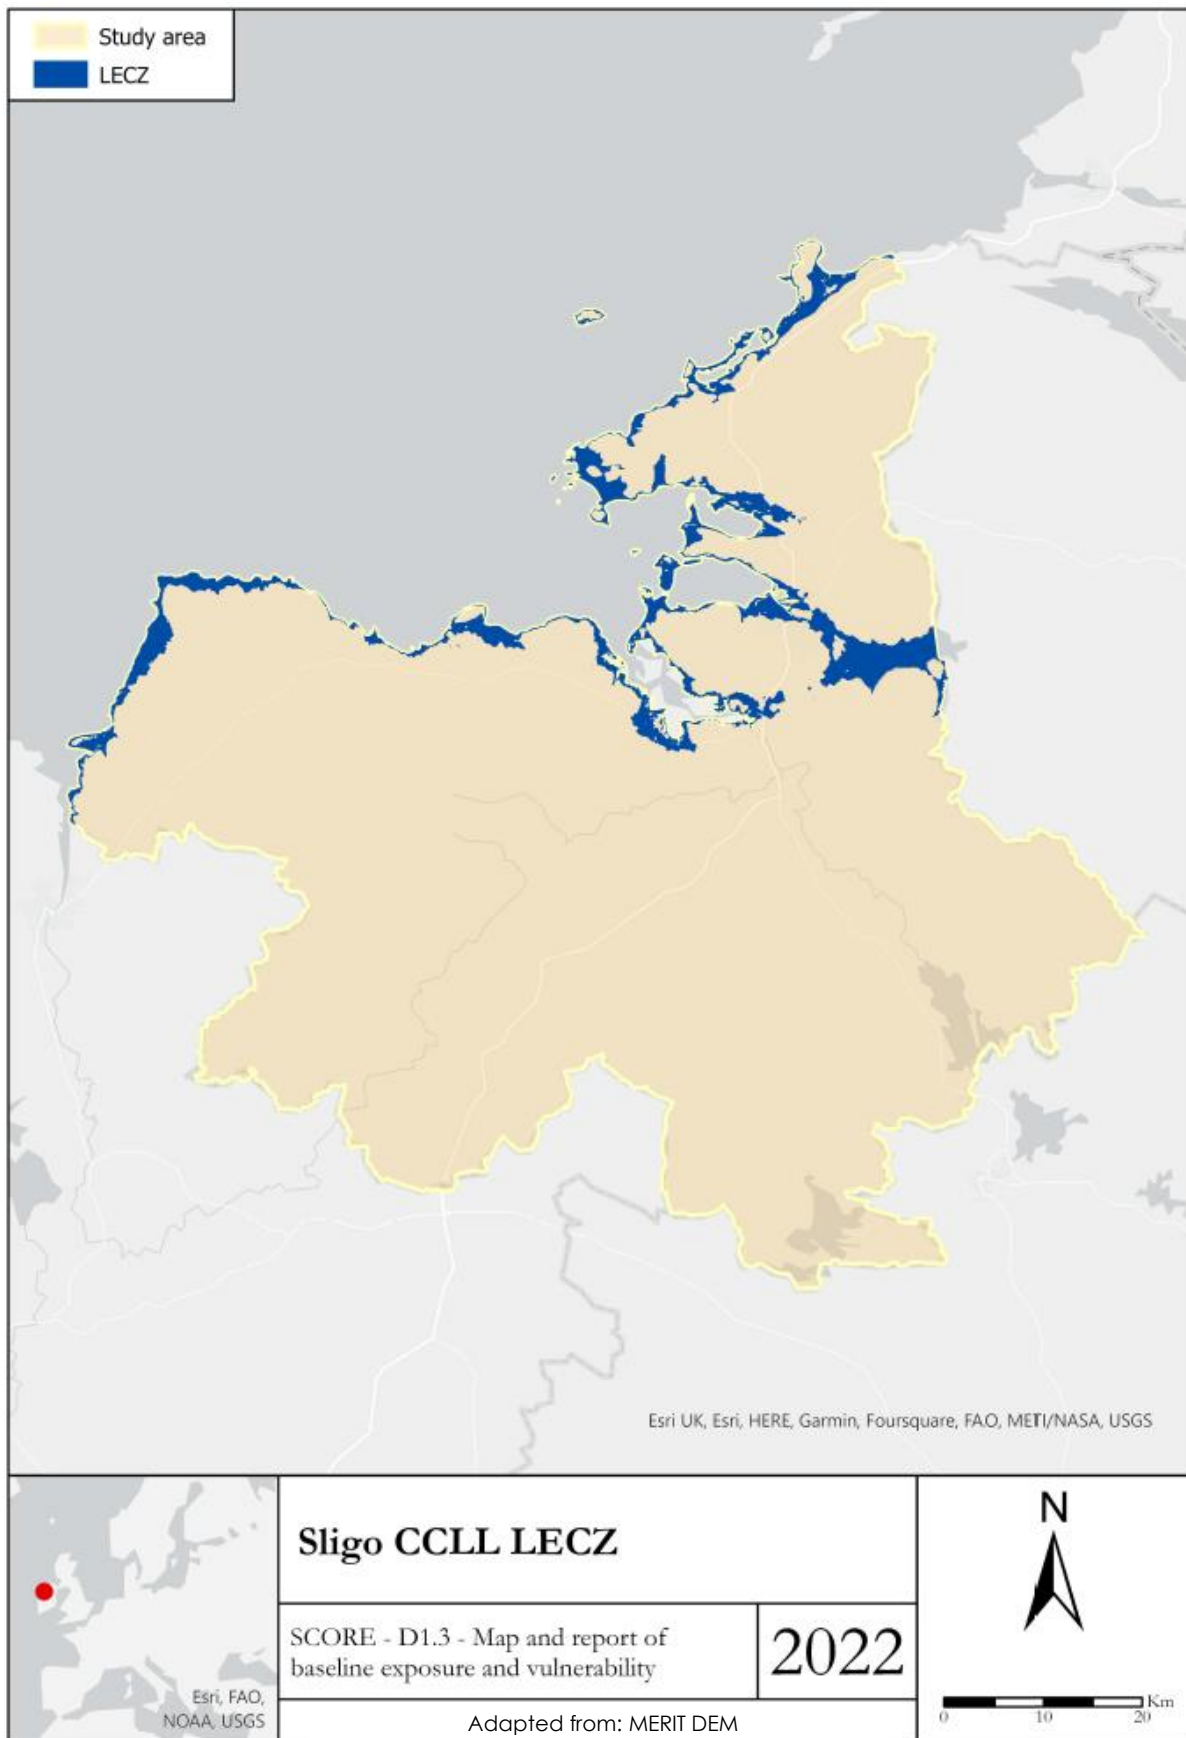 Study area
LECZ
Esri UK, Esri, HERE, Garmin, Foursquare, FAO, METI/NASA, USGS
Esri, FAO,
NOAA, USGS
Sligo CCLL LECZ
SCORE - D1.3 - Map and report of
baseline exposure and vulnerability
2022
Adapted from: MERIT DEM
N
Km
0 10 20